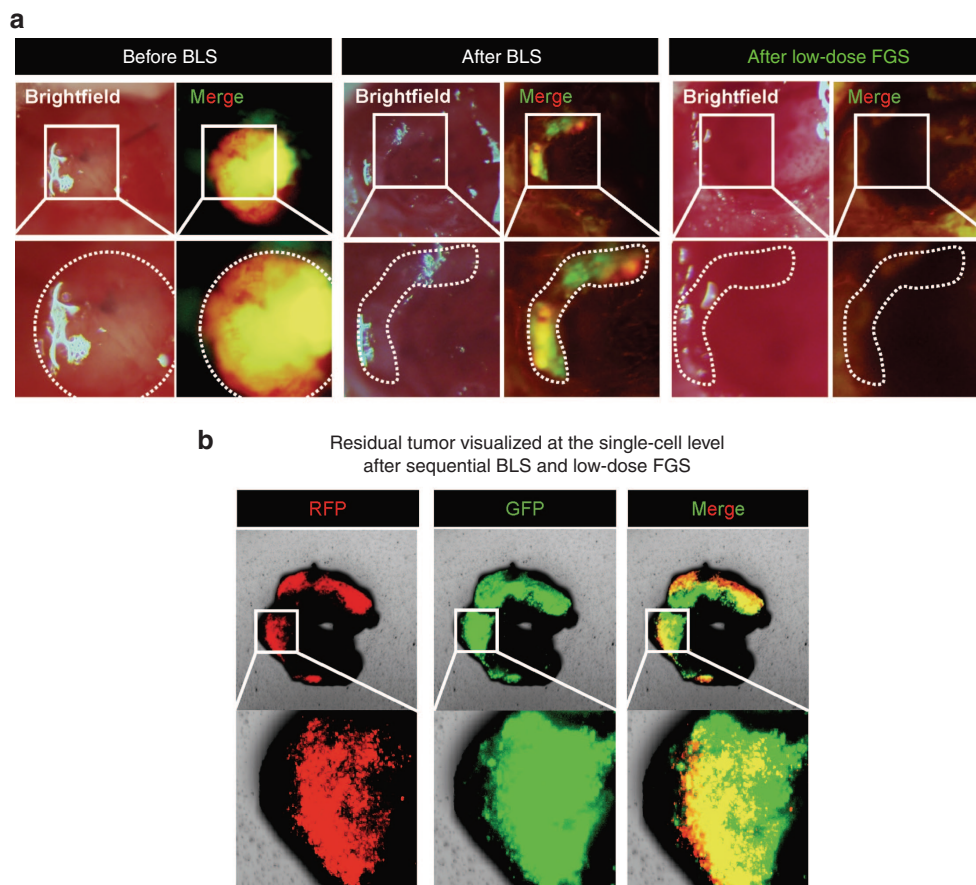 a
Before BLS
After BLS
After low-dose FGS
Brightfield
Merge
Brightfield
Merge
Brightfield
Merge
b
Residual tumor visualized at the single-cell level
after sequential BLS and low-dose FGS
RFP
GFP
Merge